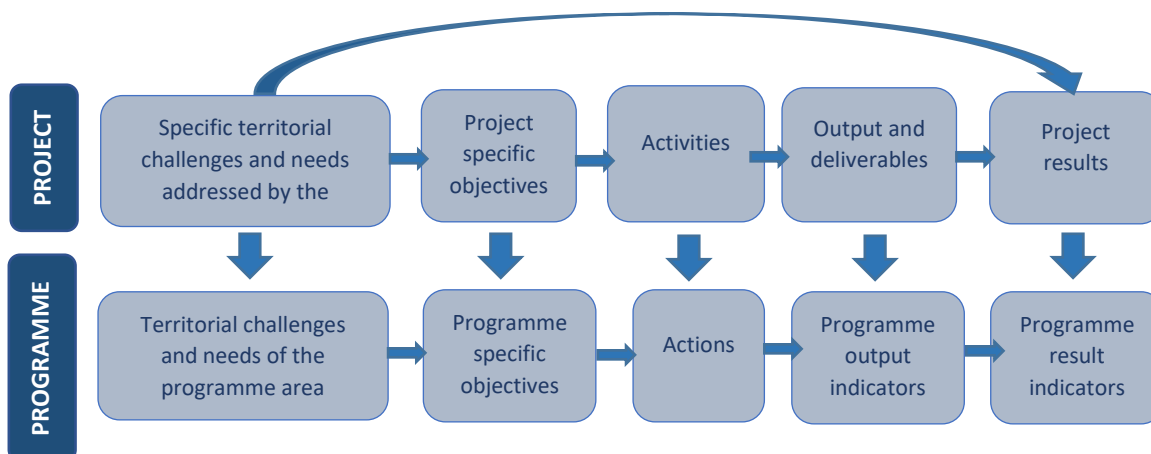 PROJECT
Specific territorial
challenges and needs
addressed by the
Project
specific
objectives
Activities
Output and
deliverables
Project
results
PROGRAMME
Territorial challenges
and needs of the
programme area
Programme
specific
objectives
Actions
Programme
output
indicators
Programme
result
indicators